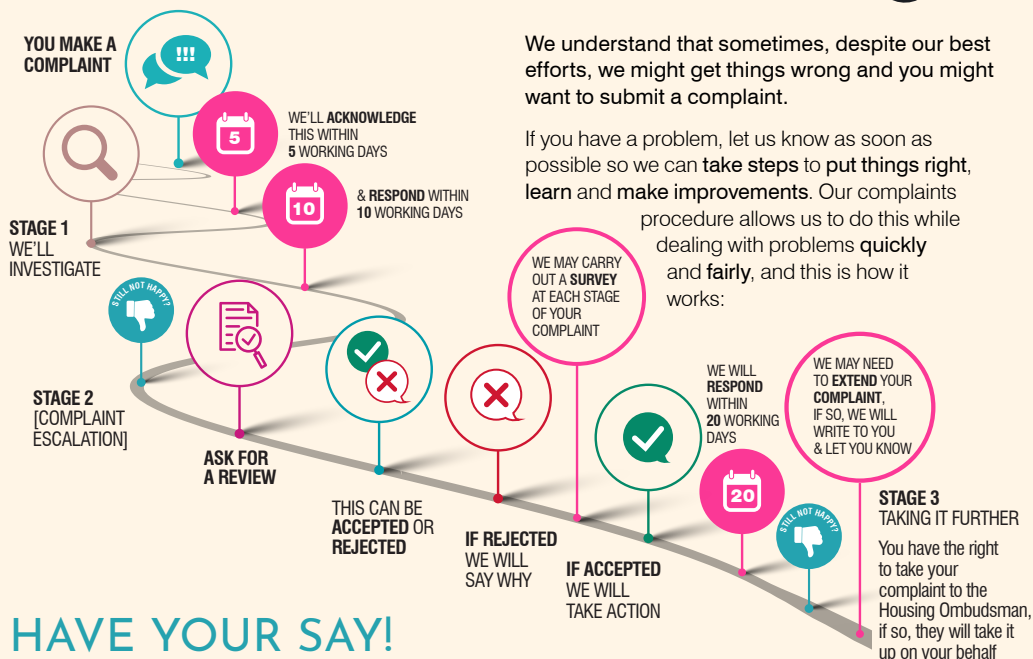 YOU MAKE A
COMPLAINT
!!!
5
WE'LL ACKNOWLEDGE
THIS WITHIN
5 WORKING DAYS
10
& RESPOND WITHIN
10 WORKING DAYS
STAGE 1
WE'LL
INVESTIGATE
We understand that sometimes, despite our best
efforts, we might get things wrong and you might
want to submit a complaint.
If you have a problem, let us know as soon as
possible so we can take steps to put things right,
learn and make improvements. Our complaints
procedure allows us to do this while
dealing with problems quickly
and fairly, and this is how it
works:
STILL NOT HAPPY?
STAGE 2
[COMPLAINT
ESCALATION]
ASK FOR
A REVIEW
THIS CAN BE
ACCEPTED OR
REJECTED
IF REJECTED
WE WILL
SAY WHY
WE MAY CARRY
OUT A SURVEY
AT EACH STAGE
OF YOUR
COMPLAINT
IF ACCEPTED
WE WILL
TAKE ACTION
WE WILL
RESPOND
WITHIN
20 WORKING
DAYS
20
STILL NOT HAPPY?
WE MAY NEED
TO EXTEND YOUR
COMPLAINT,
IF SO, WE WILL
WRITE TO YOU
& LET YOU KNOW
STAGE 3
TAKING IT FURTHER
You have the right
to take your
complaint to the
Housing Ombudsman,
if so, they will take it
up on your behalf
HAVE YOUR SAY!